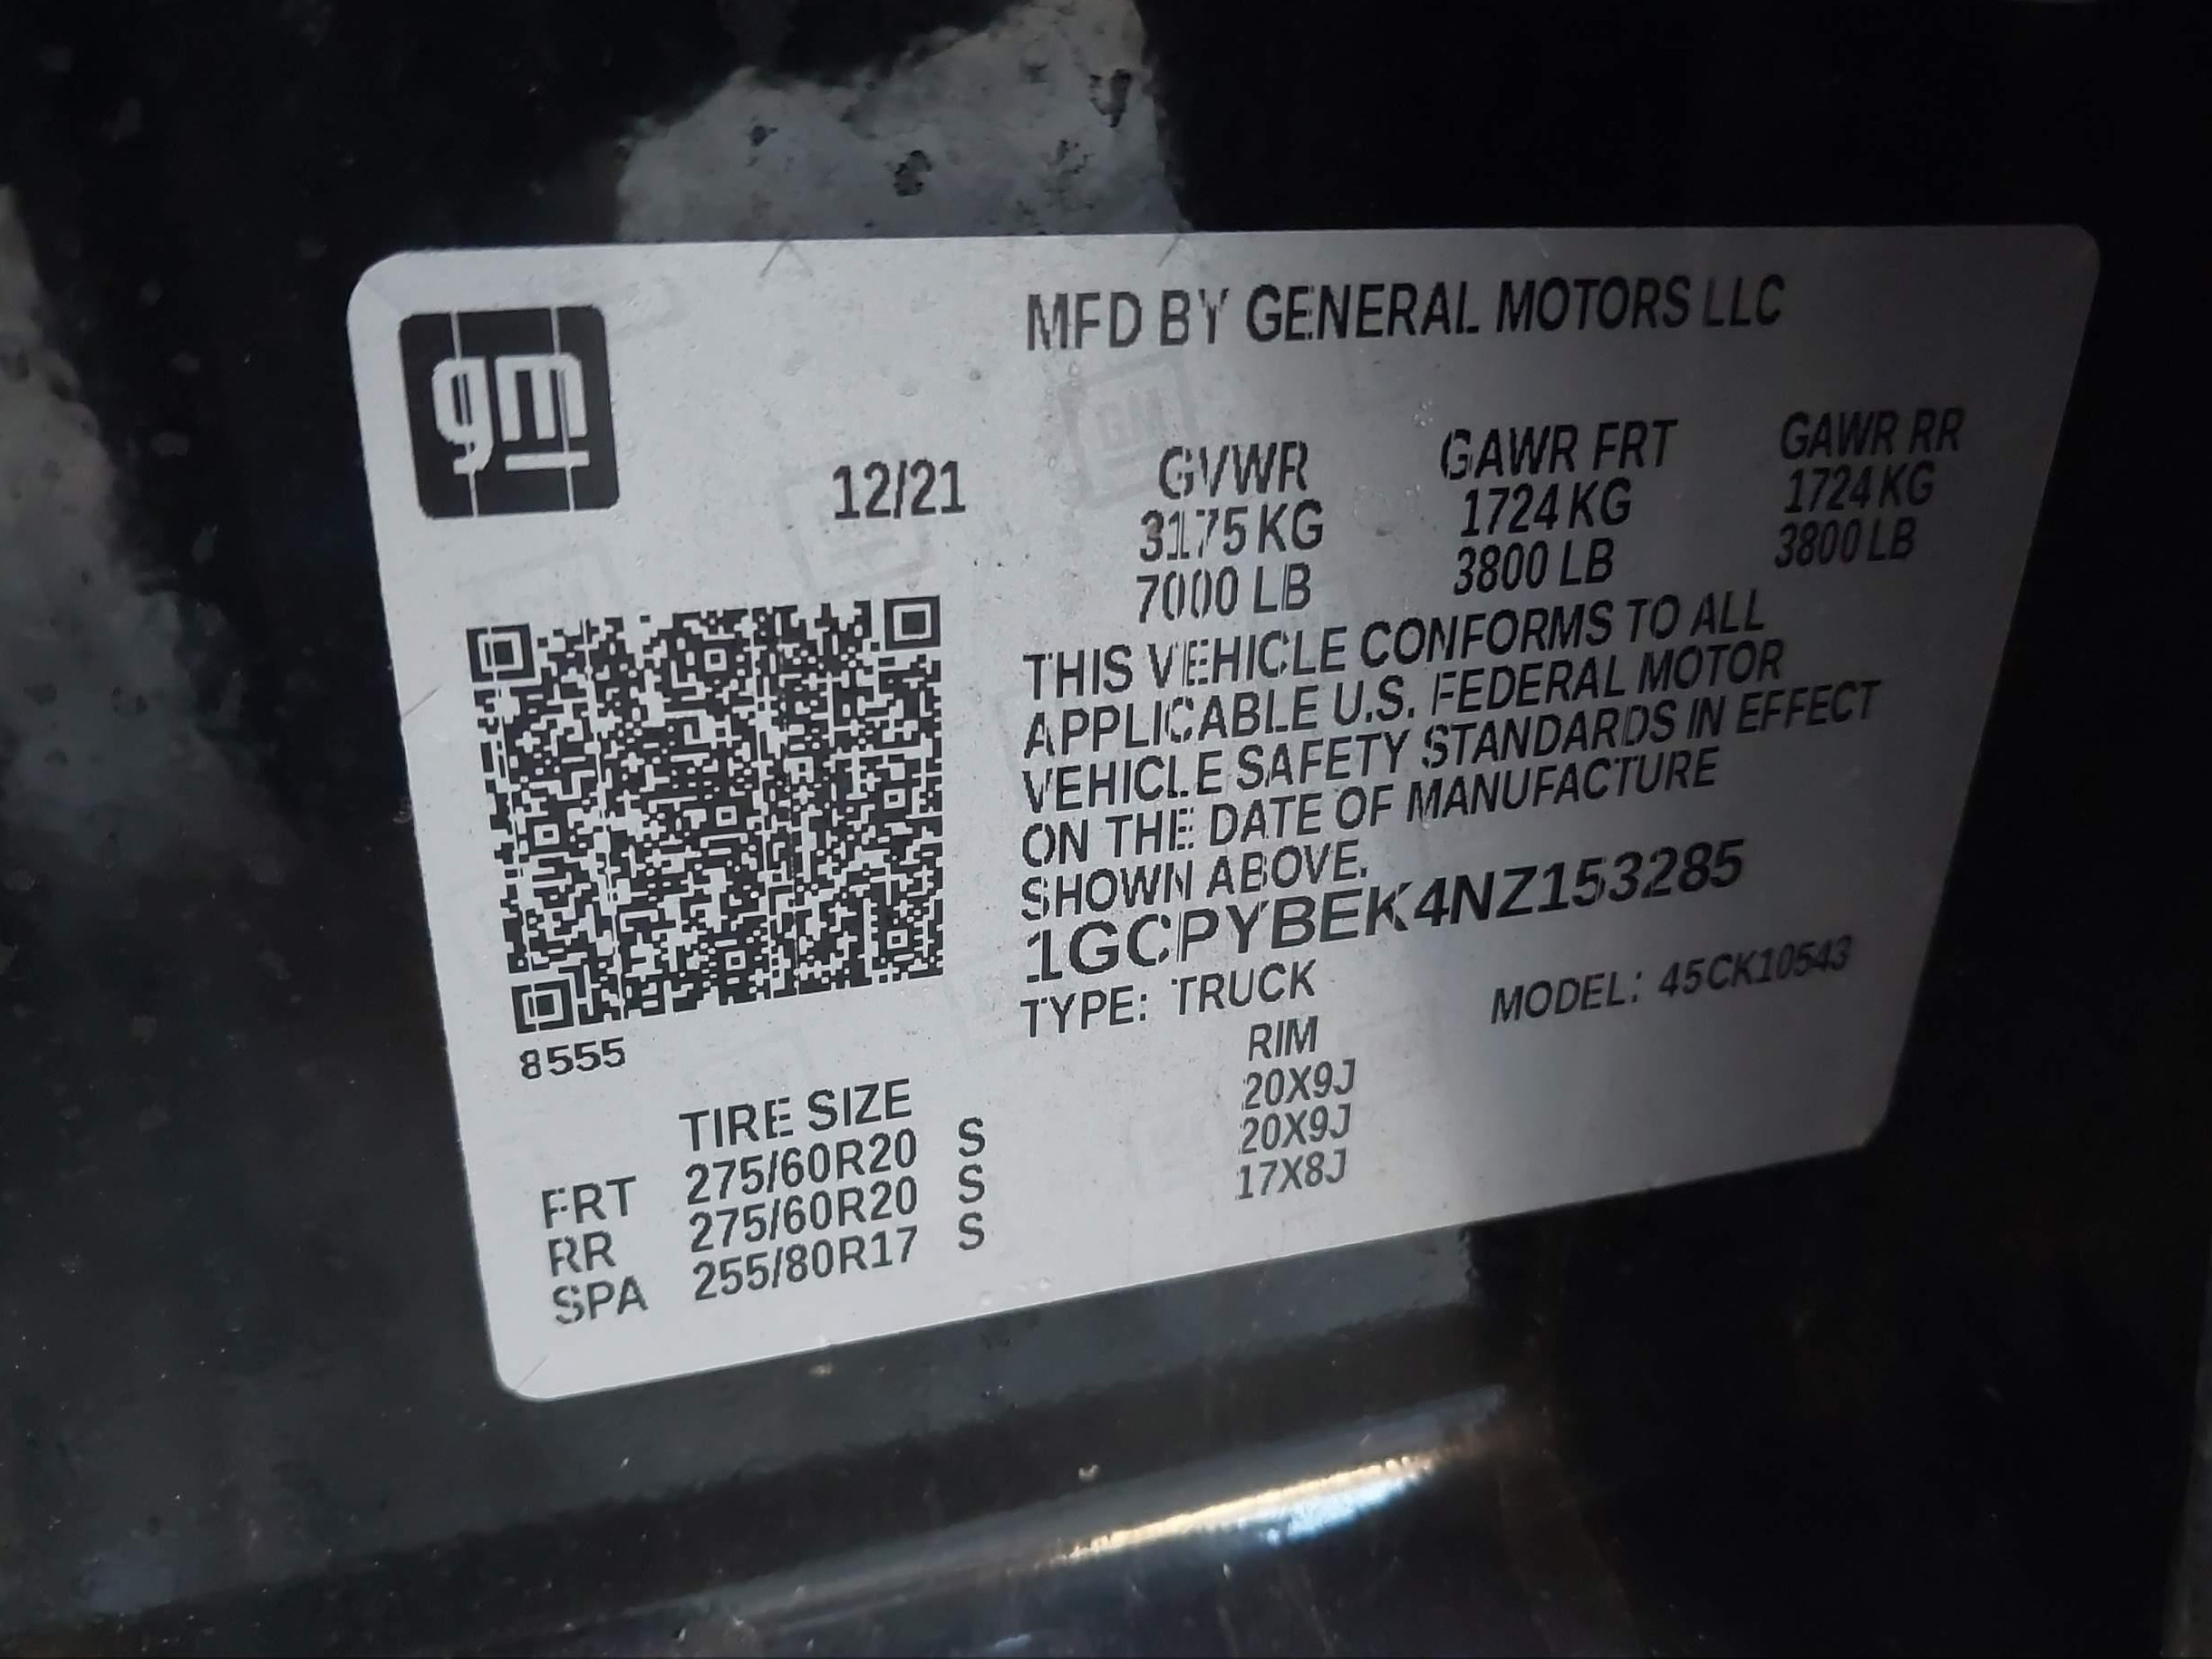 gm
MFD BY GENERAL MOTORS LLC
12/21
GVWR GAWR FRT GAWR RR
3175 KG 1724 KG 1724 KG
7000 LB 3800 LB 3800 LB
THIS VEHICLE CONFORMS TO ALL
APPLICABLE U.S. FEDERAL MOTOR
VEHICLE SAFETY STANDARDS IN EFFECT
ON THE DATE OF MANUFACTURE
SHOWN ABOVE.
1GCPYBEK4NZ153285
TYPE: TRUCK MODEL: 45CK10543
8555
TIRE SIZE RIM
FRT 275/60R20 S 20X9J
RR 275/60R20 S 20X9J
SPA 255/80R17 S 17X8J